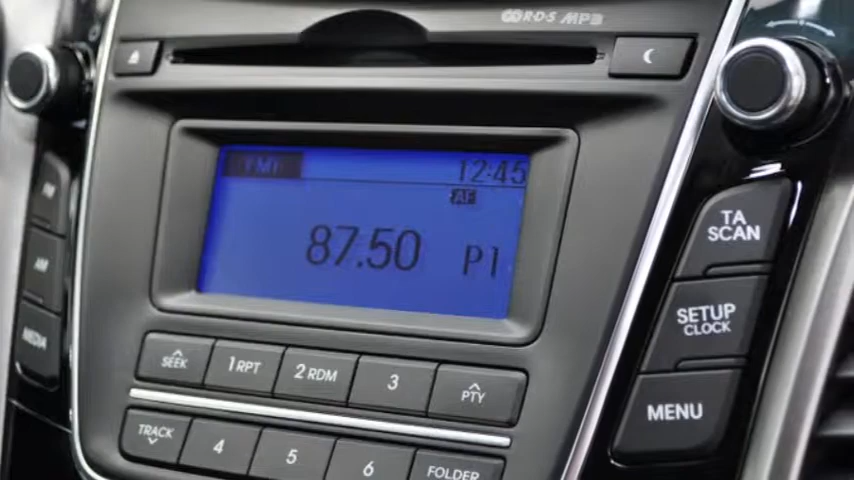 RDS MP3
FM1
12:45
AF
87.50 P1
FM
AM
MEDIA
TA
SCAN
SETUP
CLOCK
MENU
SEEK
1 RPT
2 RDM
3
PTY
TRACK
4
5
6
FOLDER